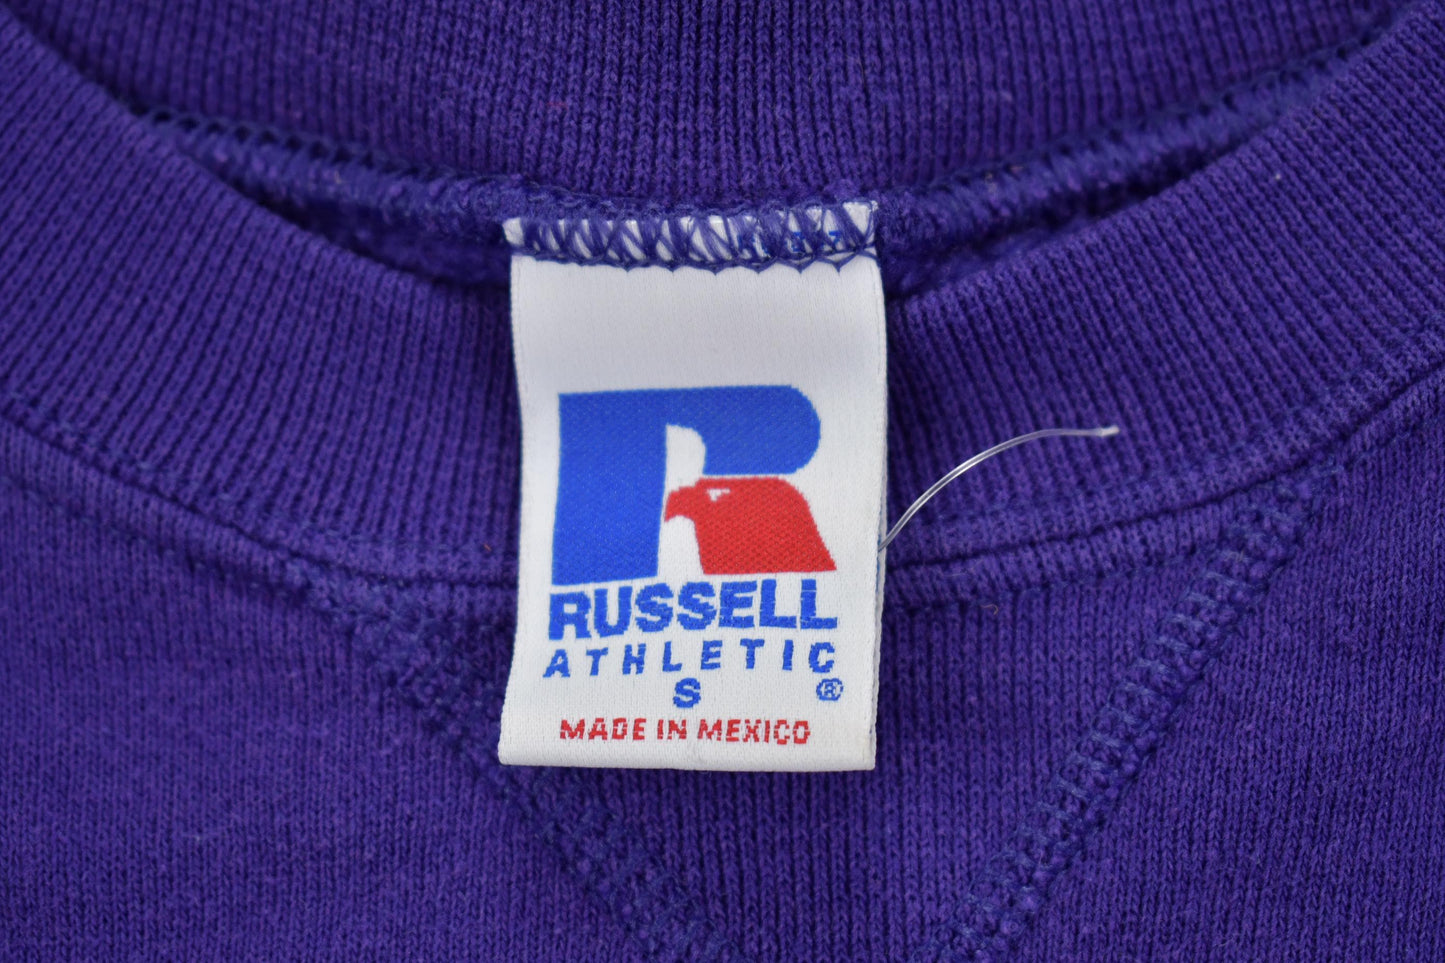 RUSSELL
ATHLETIC
S ®
MADE IN MEXICO